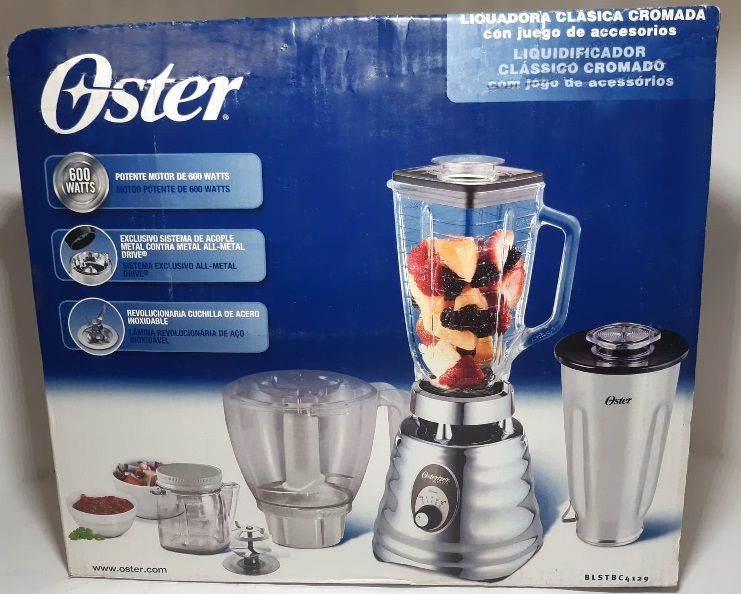 LICUADORA CLÁSICA CROMADA
con juego de accesorios
LIQUIDIFICADOR
CLÁSSICO CROMADO
com jogo de acessórios
Oster®
600
WATTS
POTENTE MOTOR DE 600 WATTS
MOTOR POTENTE DE 600 WATTS
EXCLUSIVO SISTEMA DE ACOPLE
METAL CONTRA METAL ALL-METAL
DRIVE®
SISTEMA EXCLUSIVO ALL-METAL
DRIVE®
REVOLUCIONARIA CUCHILLA DE ACERO
INOXIDABLE
LÂMINA REVOLUCIONÁRIA DE AÇO
INOXIDÁVEL
Oster
www.oster.com
BLSTBC4129